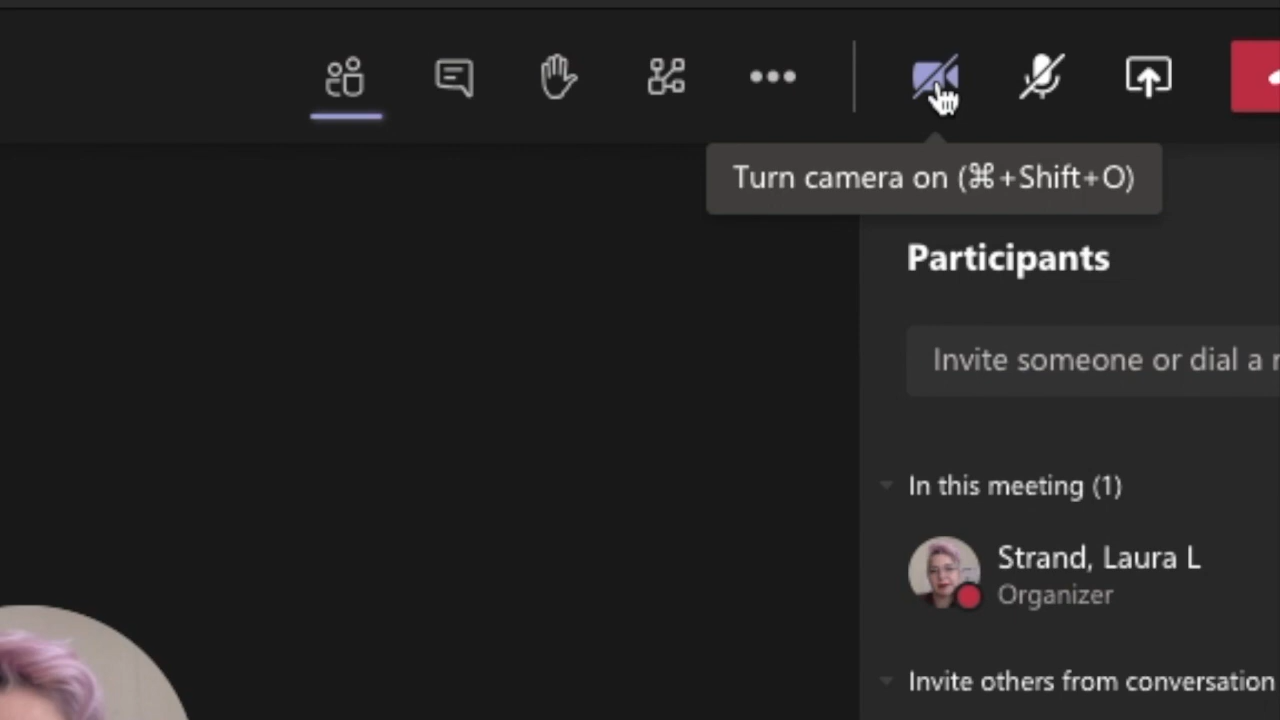 Turn camera on (⌘+Shift+O)
Participants
Invite someone or dial a
In this meeting (1)
Strand, Laura L
Organizer
Invite others from conversation